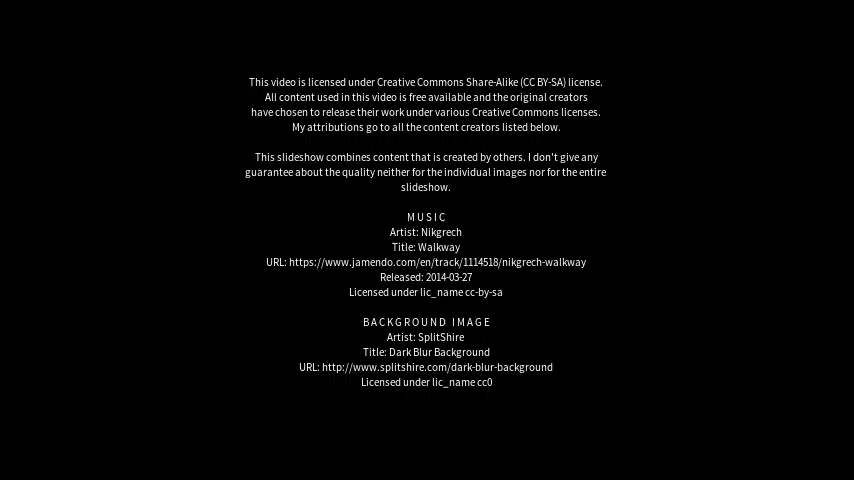 This video is licensed under Creative Commons Share-Alike (CC BY-SA) license.
All content used in this video is free available and the original creators
have chosen to release their work under various Creative Commons licenses.
My attributions go to all the content creators listed below.
This slideshow combines content that is created by others. I don't give any
guarantee about the quality neither for the individual images nor for the entire
slideshow.
MUSIC
Artist: Nikgrech
Title: Walkway
URL: https://www.jamendo.com/en/track/1114518/nikgrech-walkway
Released: 2014-03-27
Licensed under lic_name cc-by-sa
BACKGROUND IMAGE
Artist: SplitShire
Title: Dark Blur Background
URL: http://www.splitshire.com/dark-blur-background
Licensed under lic_name cc0